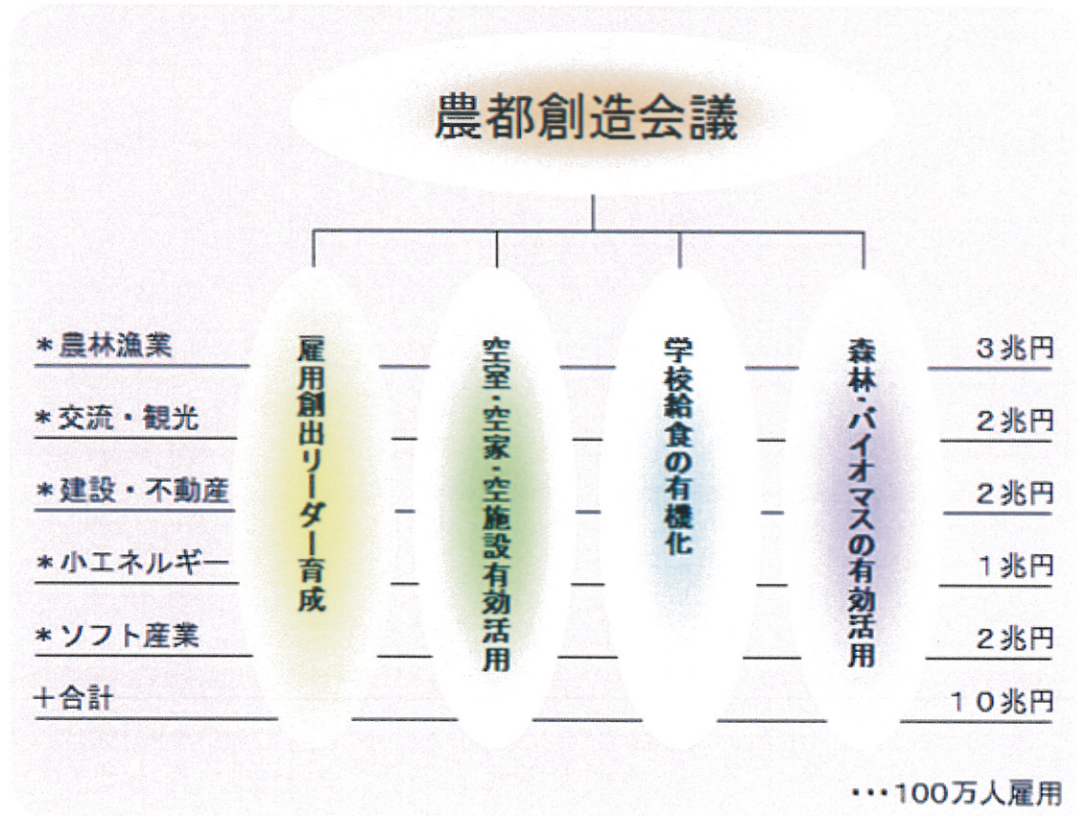 農都創造会議
雇用創出リーダー育成
空室・空家・空施設有効活用
学校給食の有機化
森林・バイオマスの有効活用
*農林漁業 3兆円
*交流・観光 2兆円
*建設・不動産 2兆円
*小エネルギー 1兆円
*ソフト産業 2兆円
+合計 10兆円
・・・100万人雇用